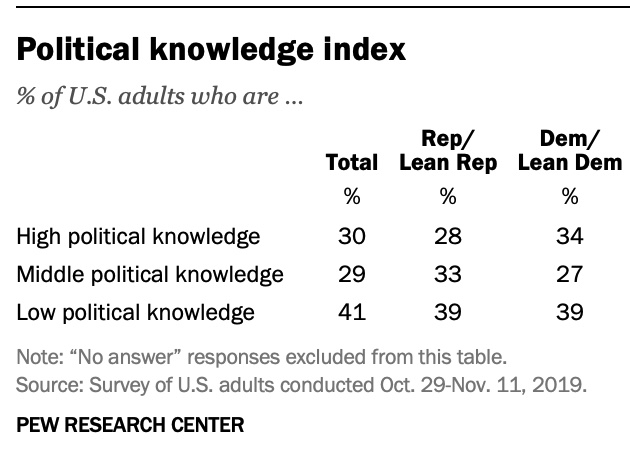 Political knowledge index
% of U.S. adults who are ...
Rep/ Dem/
Total Lean Rep Lean Dem
% % %
High political knowledge 30 28 34
Middle political knowledge 29 33 27
Low political knowledge 41 39 39
Note: “No answer” responses excluded from this table.
Source: Survey of U.S. adults conducted Oct. 29-Nov. 11, 2019.
PEW RESEARCH CENTER